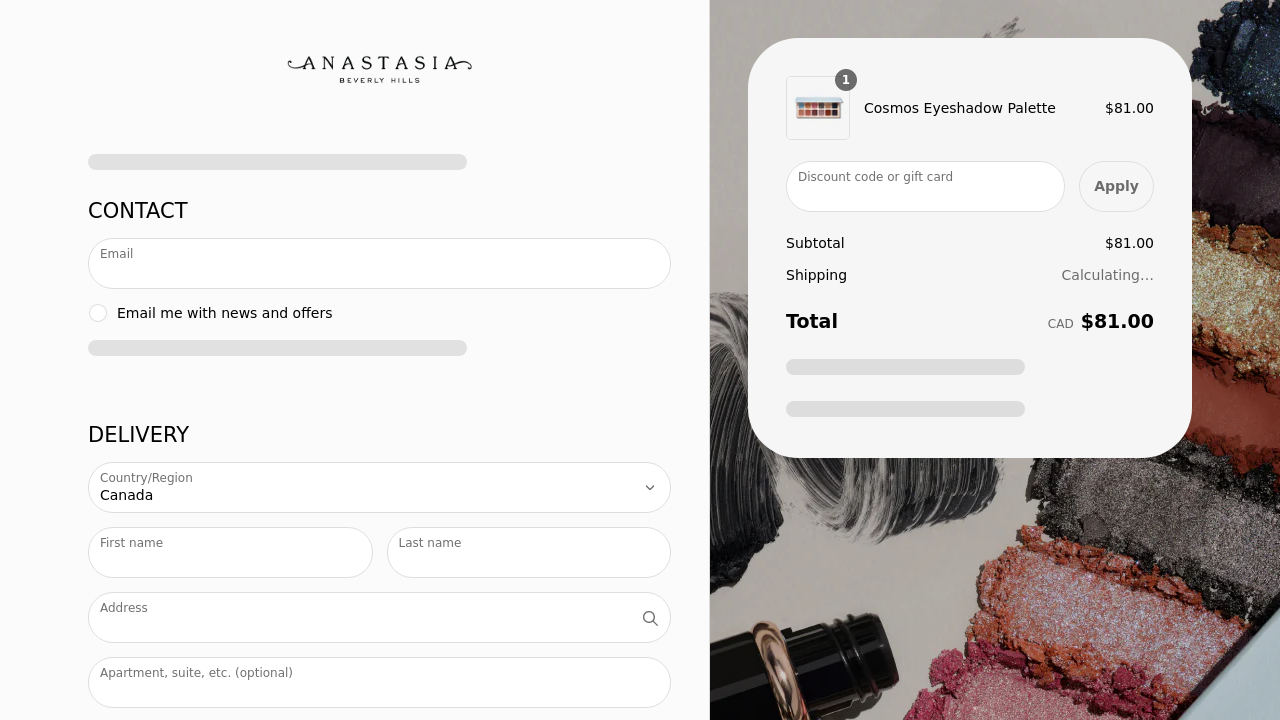 ANASTASIA
BEVERLY HILLS
CONTACT
Email
Email me with news and offers
DELIVERY
Country/Region
Canada
First name
Last name
Address
Apartment, suite, etc. (optional)
1
Cosmos Eyeshadow Palette
$81.00
Discount code or gift card
Apply
Subtotal
$81.00
Shipping
Calculating...
Total
CAD $81.00